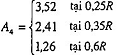 A₄ = { 3,52 tại 0,25R
2,41 tại 0,35R
1,26 tại 0,6R